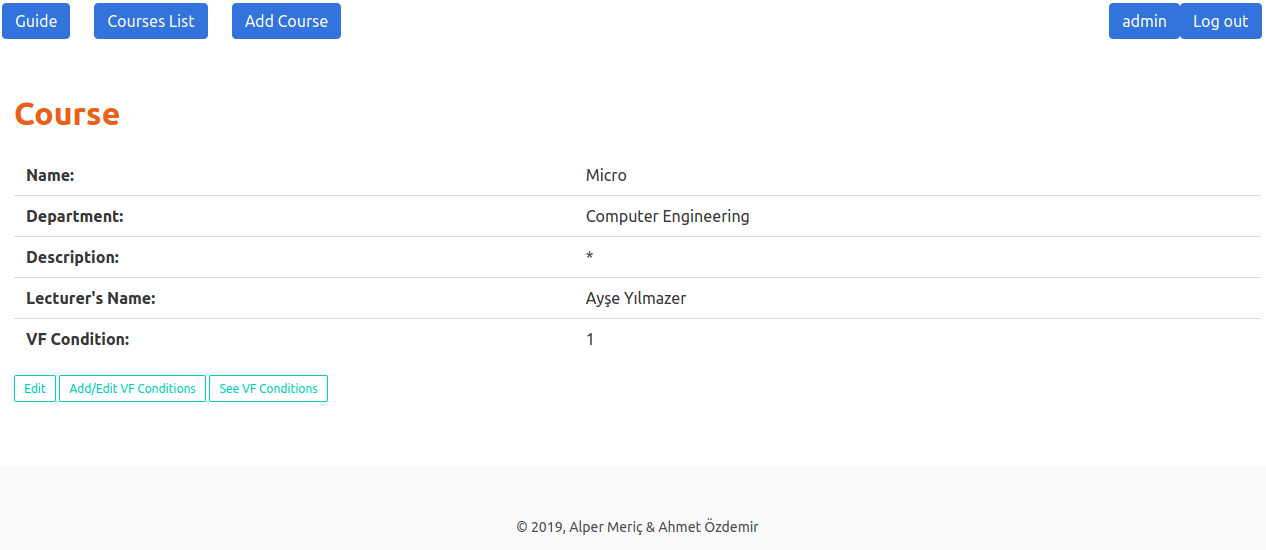 Guide Courses List Add Course admin Log out
Course
Name: Micro
Department: Computer Engineering
Description: *
Lecturer's Name: Ayşe Yılmazer
VF Condition: 1
Edit Add/Edit VF Conditions See VF Conditions
© 2019, Alper Meriç & Ahmet Özdemir